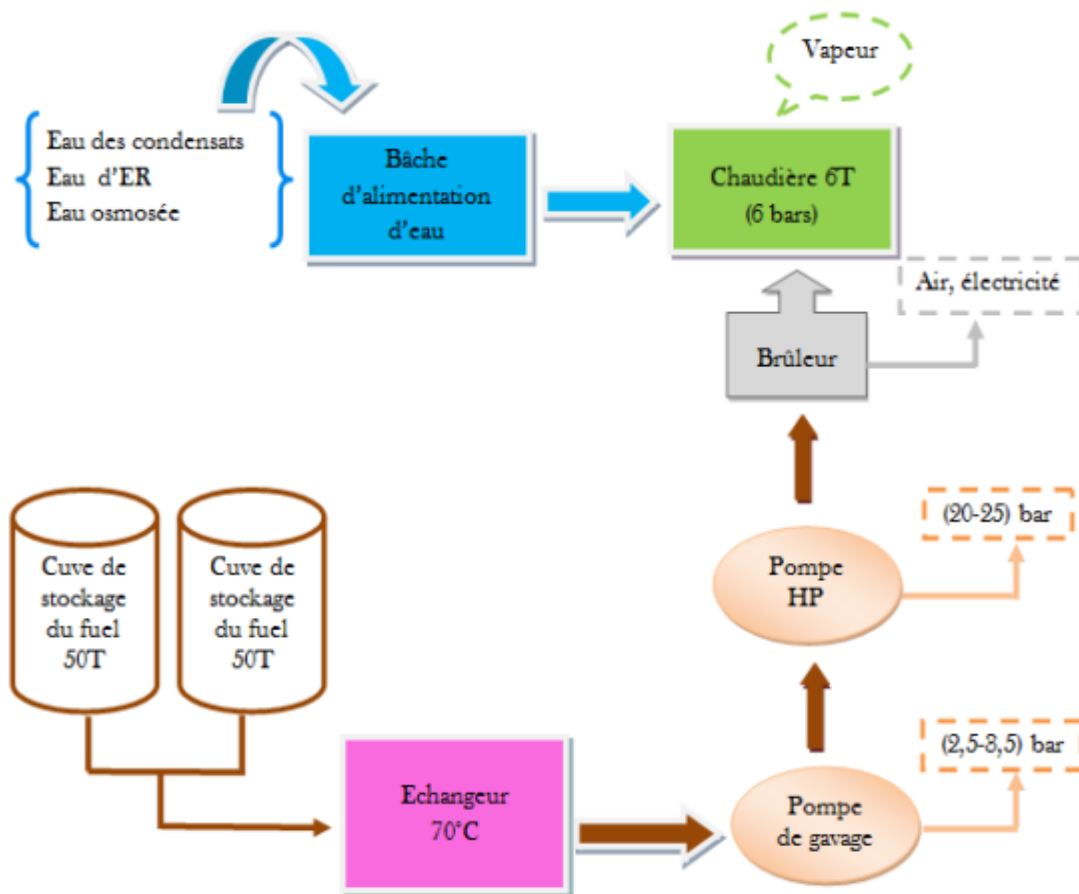 Vapeur
Eau des condensats
Eau d'ER
Eau osmosée
Bâche
d'alimentation
d'eau
Chaudière 6T
(6 bars)
Air, électricité
Brûleur
Cuve de
stockage
du fuel
50T
Cuve de
stockage
du fuel
50T
(20-25) bar
Pompe
HP
(2,5-3,5) bar
Echangeur
70°C
Pompe
de gavage